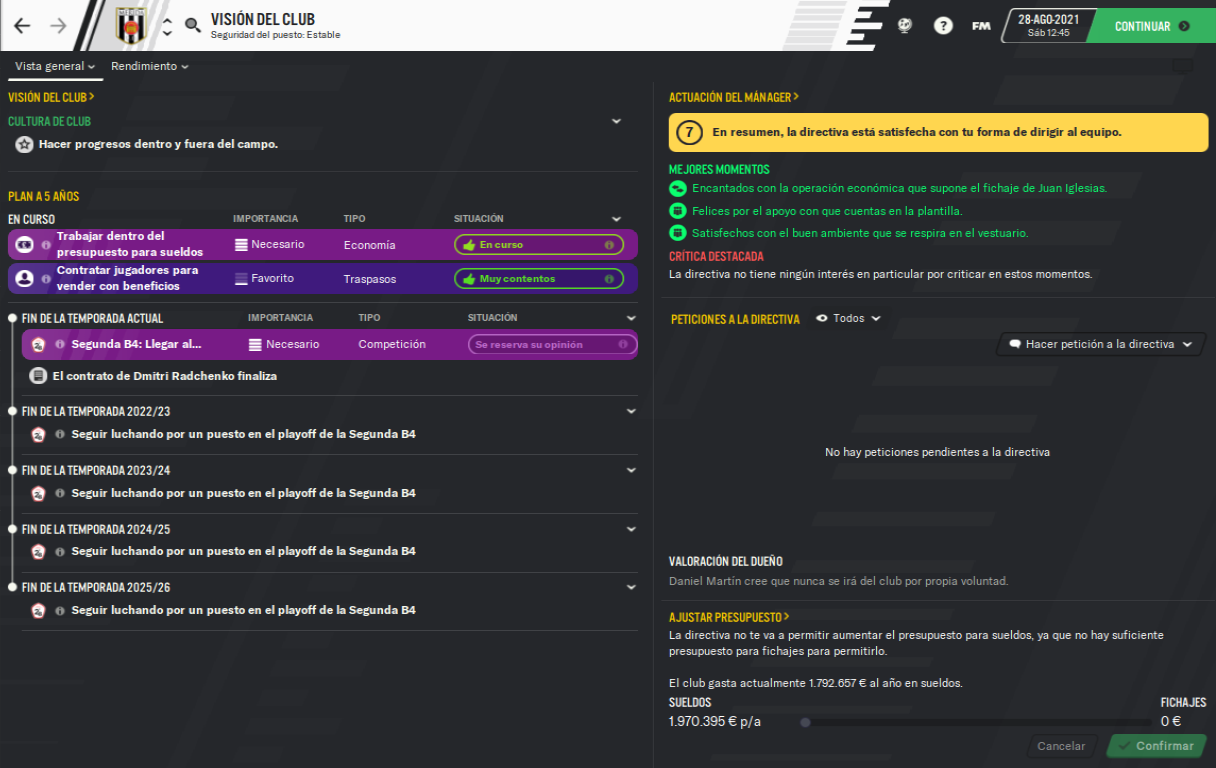 VISIÓN DEL CLUB
Seguridad del puesto: Estable
FM
28-AGO-2021
Sáb 12:45
CONTINUAR
Vista general
Rendimiento
VISIÓN DEL CLUB >
CULTURA DE CLUB
Hacer progresos dentro y fuera del campo.
PLAN A 5 AÑOS
EN CURSO IMPORTANCIA TIPO SITUACIÓN
Trabajar dentro del
presupuesto para sueldos
Necesario
Economía
En curso
Contratar jugadores para
vender con beneficios
Favorito
Traspasos
Muy contentos
FIN DE LA TEMPORADA ACTUAL IMPORTANCIA TIPO SITUACIÓN
Segunda B4: Llegar al... Necesario Competición Se reserva su opinión
El contrato de Dmitri Radchenko finaliza
FIN DE LA TEMPORADA 2022/23
Seguir luchando por un puesto en el playoff de la Segunda B4
FIN DE LA TEMPORADA 2023/24
Seguir luchando por un puesto en el playoff de la Segunda B4
FIN DE LA TEMPORADA 2024/25
Seguir luchando por un puesto en el playoff de la Segunda B4
FIN DE LA TEMPORADA 2025/26
Seguir luchando por un puesto en el playoff de la Segunda B4
ACTUACIÓN DEL MÁNAGER >
7 En resumen, la directiva está satisfecha con tu forma de dirigir al equipo.
MEJORES MOMENTOS
Encantados con la operación económica que supone el fichaje de Juan Iglesias.
Felices por el apoyo con que cuentas en la plantilla.
Satisfechos con el buen ambiente que se respira en el vestuario.
CRÍTICA DESTACADA
La directiva no tiene ningún interés en particular por criticar en estos momentos.
PETICIONES A LA DIRECTIVA Todos
Hacer petición a la directiva
No hay peticiones pendientes a la directiva
VALORACIÓN DEL DUEÑO
Daniel Martín cree que nunca se irá del club por propia voluntad.
AJUSTAR PRESUPUESTO >
La directiva no te va a permitir aumentar el presupuesto para sueldos, ya que no hay suficiente
presupuesto para fichajes para permitirlo.
El club gasta actualmente 1.792.657 € al año en sueldos.
SUELDOS FICHAJES
1.970.395 € p/a 0 €
Cancelar Confirmar